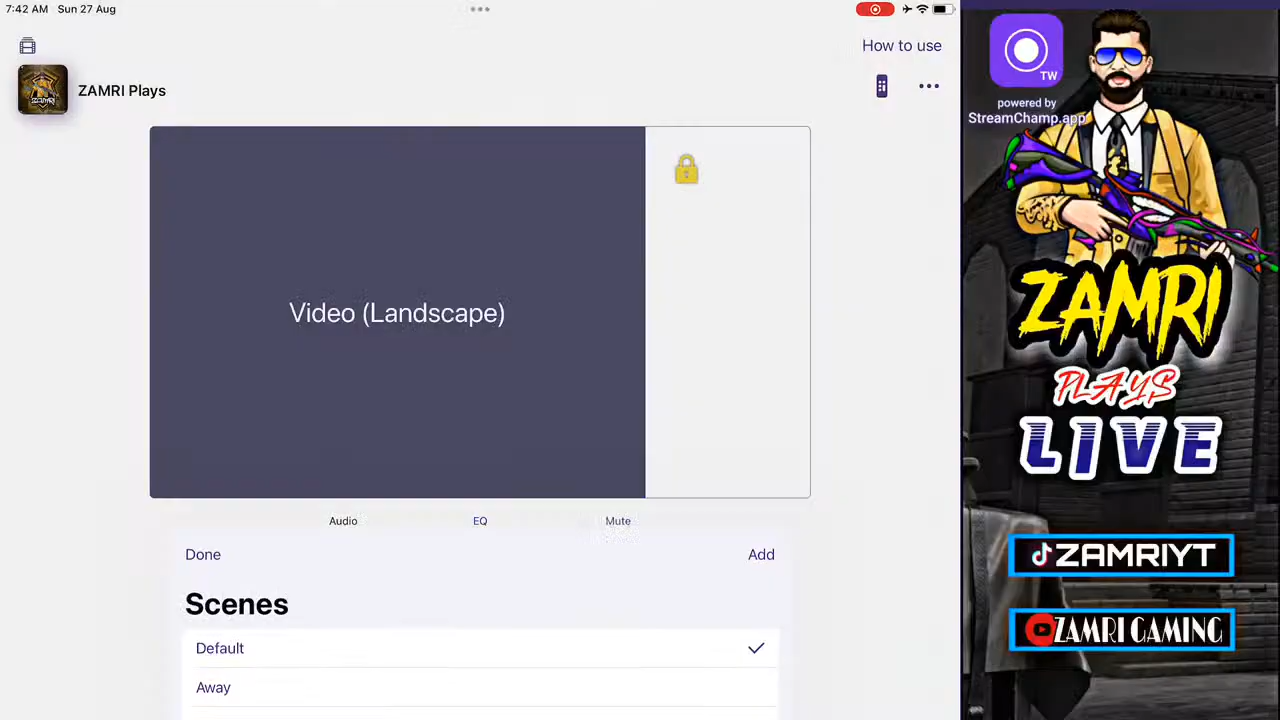 7:42 AM Sun 27 Aug
How to use
ZAMRI Plays
Video (Landscape)
Audio EQ Mute
Done Add
Scenes
Default
Away
TW
powered by
StreamChamp.app
ZAMRI
PLAYS
LIVE
ZAMRIYT
ZAMRI GAMING